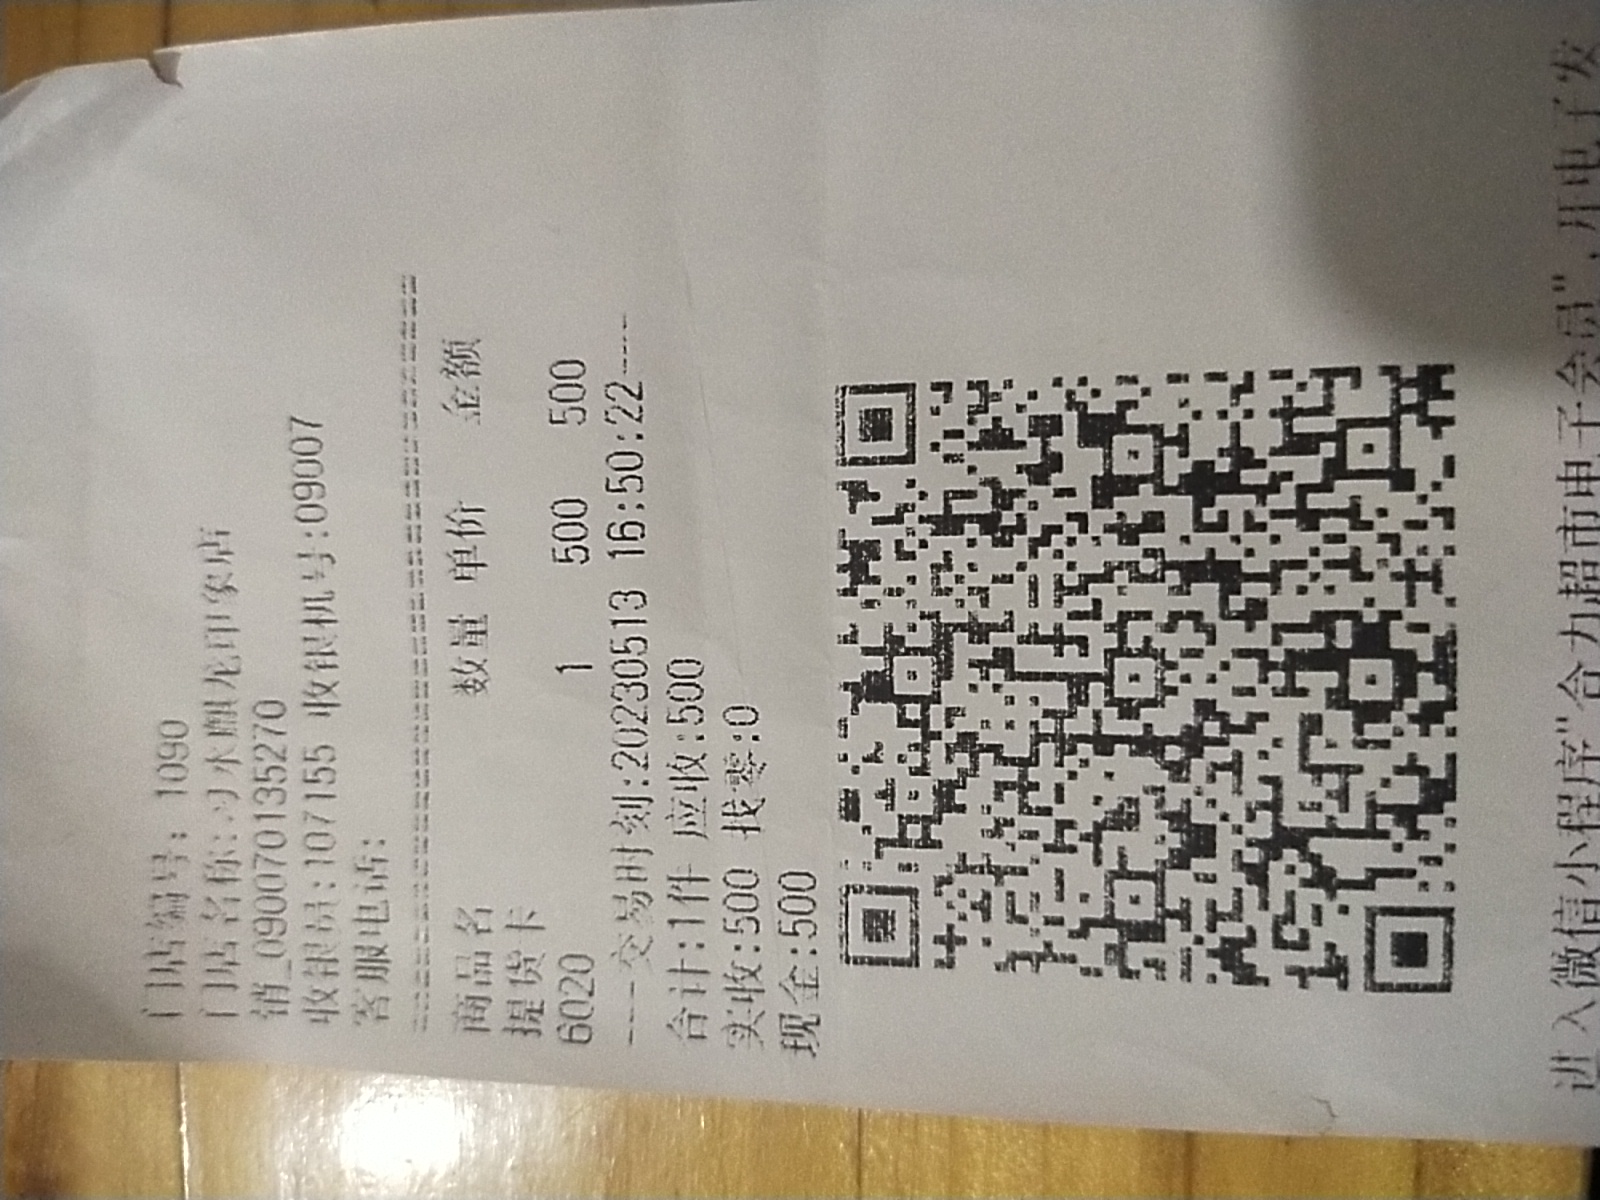 门店编号: 1090
门店名称:小水麒龙印象店
销_0900701352​70
收银员:107155 收银机号:09007
客服电话:
商品名 数量 单价 金额
提货卡
6020 1 500 500
---交易时刻:20230513 16:50:22----
合计:1件 应收:500
实收:500 找零:0
现金:500
进入微信小程序"合力超市电子会员",开电子发